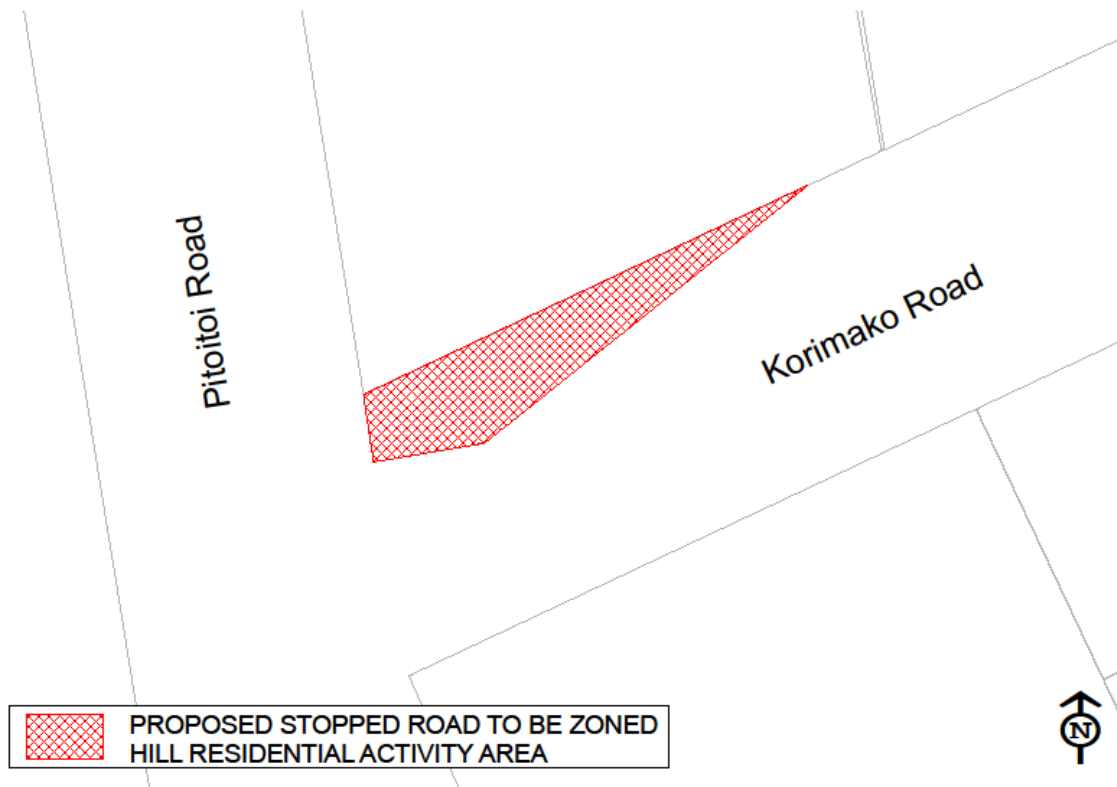 Pitoitoi Road
Korimako Road
PROPOSED STOPPED ROAD TO BE ZONED
HILL RESIDENTIAL ACTIVITY AREA
N